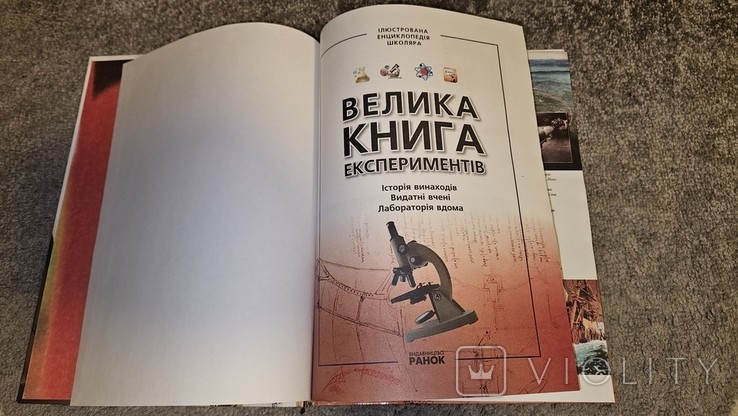 ІЛЮСТРОВАНА
ЕНЦИКЛОПЕДІЯ
ШКОЛЯРА
ВЕЛИКА
КНИГА
ЕКСПЕРИМЕНТІВ
Історія винаходів
Видатні вчені
Лабораторія вдома
ВИДАВНИЦТВО
РАНОК
VIOLITY